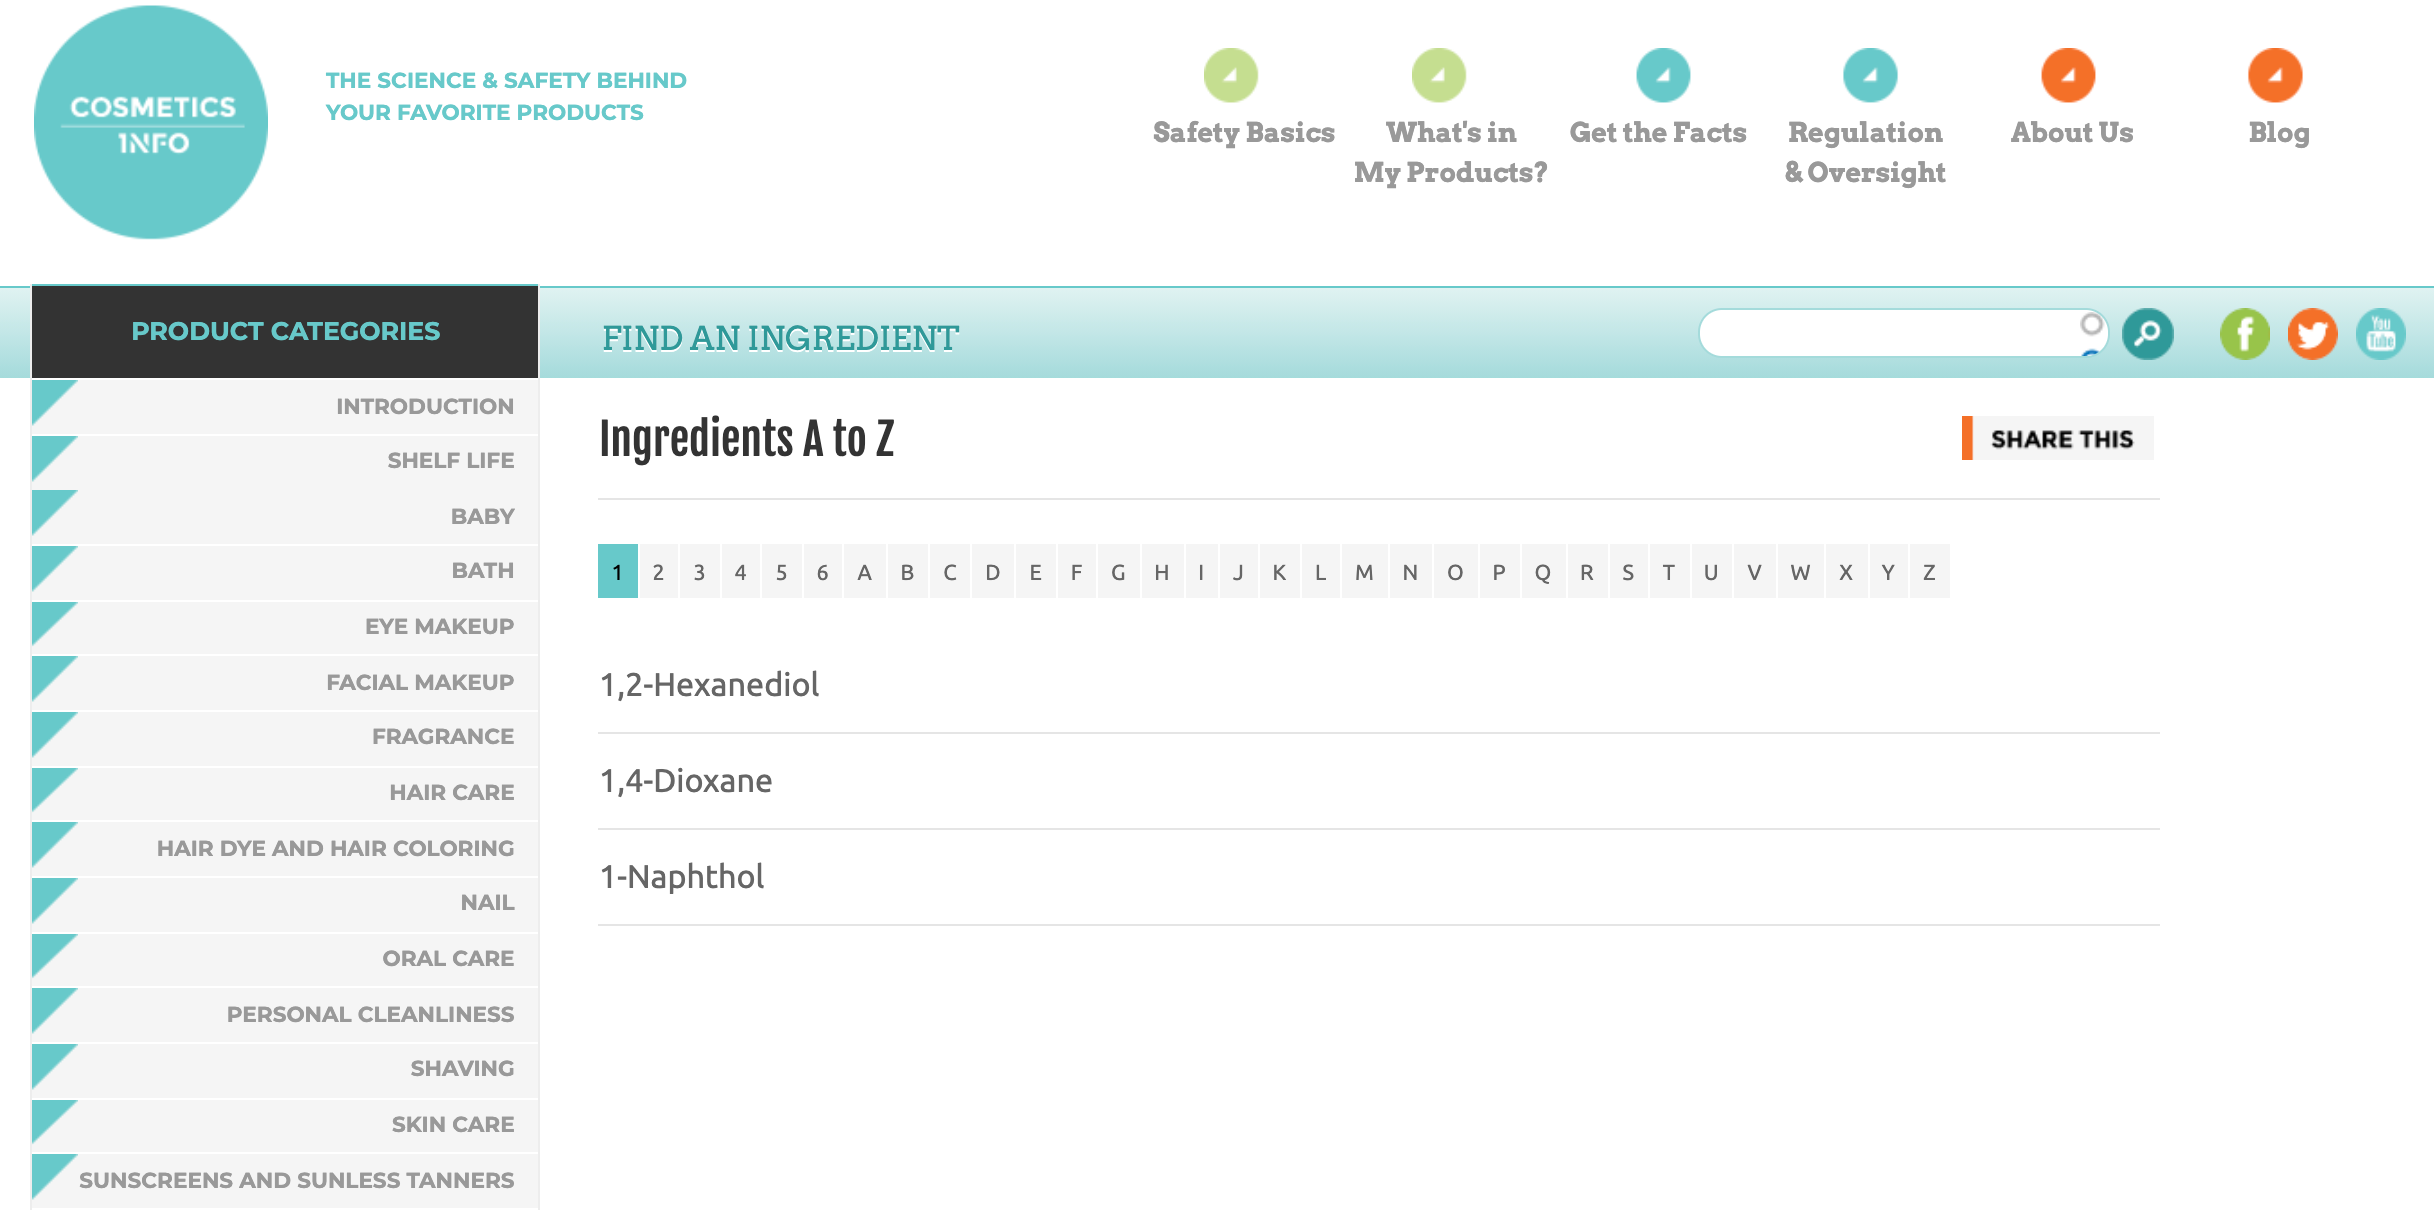 COSMETICS
INFO
THE SCIENCE & SAFETY BEHIND
YOUR FAVORITE PRODUCTS
Safety Basics
What's in
My Products?
Get the Facts
Regulation
& Oversight
About Us
Blog
PRODUCT CATEGORIES
FIND AN INGREDIENT
f
You
Tube
INTRODUCTION
SHELF LIFE
BABY
BATH
EYE MAKEUP
FACIAL MAKEUP
FRAGRANCE
HAIR CARE
HAIR DYE AND HAIR COLORING
NAIL
ORAL CARE
PERSONAL CLEANLINESS
SHAVING
SKIN CARE
SUNSCREENS AND SUNLESS TANNERS
Ingredients A to Z
SHARE THIS
1 2 3 4 5 6 A B C D E F G H I J K L M N O P Q R S T U V W X Y Z
1,2-Hexanediol
1,4-Dioxane
1-Naphthol